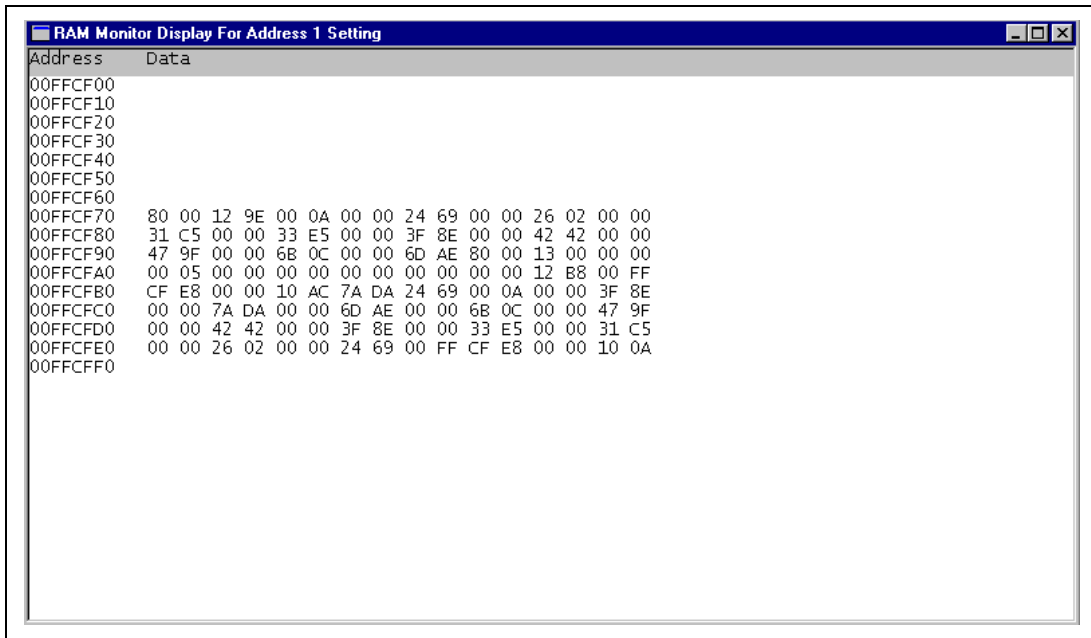 RAM Monitor Display For Address 1 Setting
Address Data
00FFCF00
00FFCF10
00FFCF20
00FFCF30
00FFCF40
00FFCF50
00FFCF60
00FFCF70 80 00 12 9E 00 0A 00 00 24 69 00 00 26 02 00 00
00FFCF80 31 C5 00 00 33 E5 00 00 3F 8E 00 00 42 42 00 00
00FFCF90 47 9F 00 00 6B 0C 00 00 6D AE 80 00 13 00 00 00
00FFCFA0 00 05 00 00 00 00 00 00 00 00 00 00 12 B8 00 FF
00FFCFB0 CF E8 00 00 10 AC 7A DA 24 69 00 0A 00 00 3F 8E
00FFCFC0 00 00 7A DA 00 00 6D AE 00 00 6B 0C 00 00 47 9F
00FFCFD0 00 00 42 42 00 00 3F 8E 00 00 33 E5 00 00 31 C5
00FFCFE0 00 00 26 02 00 00 24 69 00 FF CF E8 00 00 10 0A
00FFCFF0